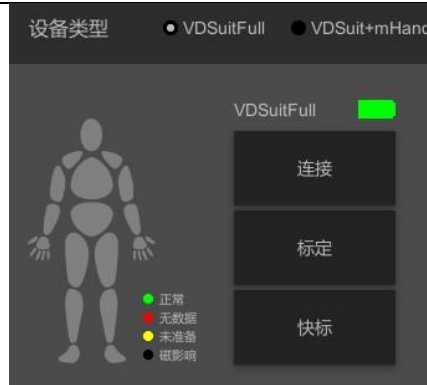 设备类型 VDSuitFull VDSuit+mHand
VDSuitFull
连接
标定
快标
正常
无数据
未准备
磁影响